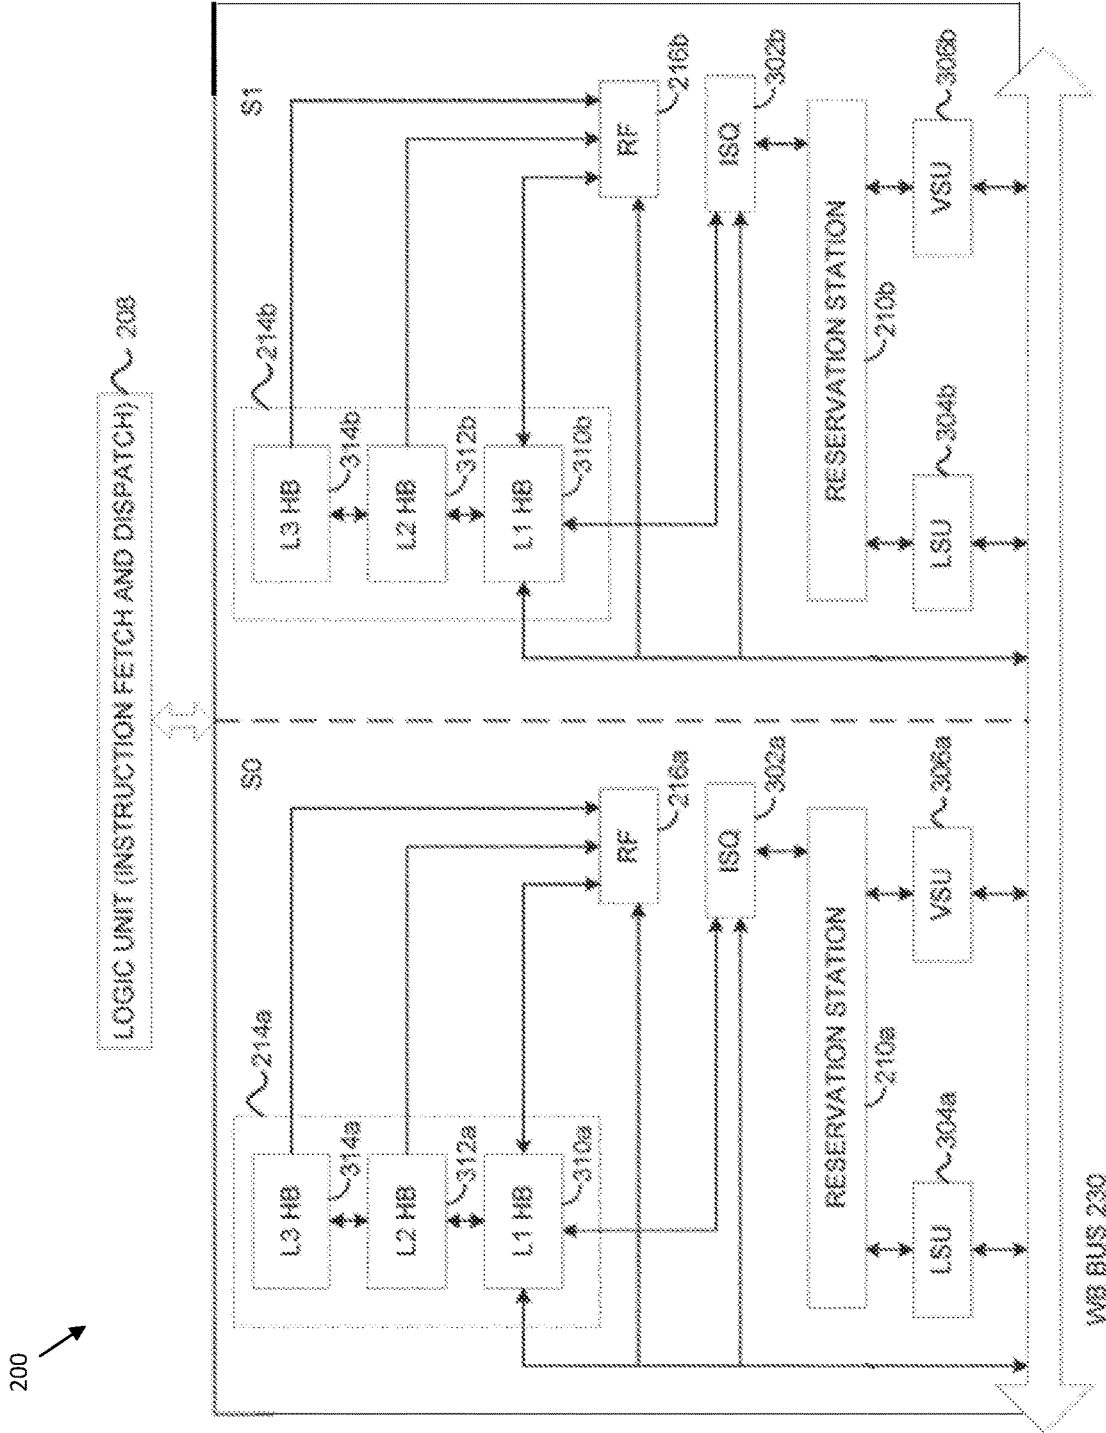 200
LOGIC UNIT (INSTRUCTION FETCH AND DISPATCH)
208
S0
S1
214a
214b
L3 HB
314a
L3 HB
314b
L2 HB
312a
L2 HB
312b
L1 HB
310a
L1 HB
310b
RF
216a
RF
216b
ISQ
302a
ISQ
302b
RESERVATION STATION
210a
RESERVATION STATION
210b
LSU
304a
VSU
306a
LSU
304b
VSU
306b
WB BUS 230